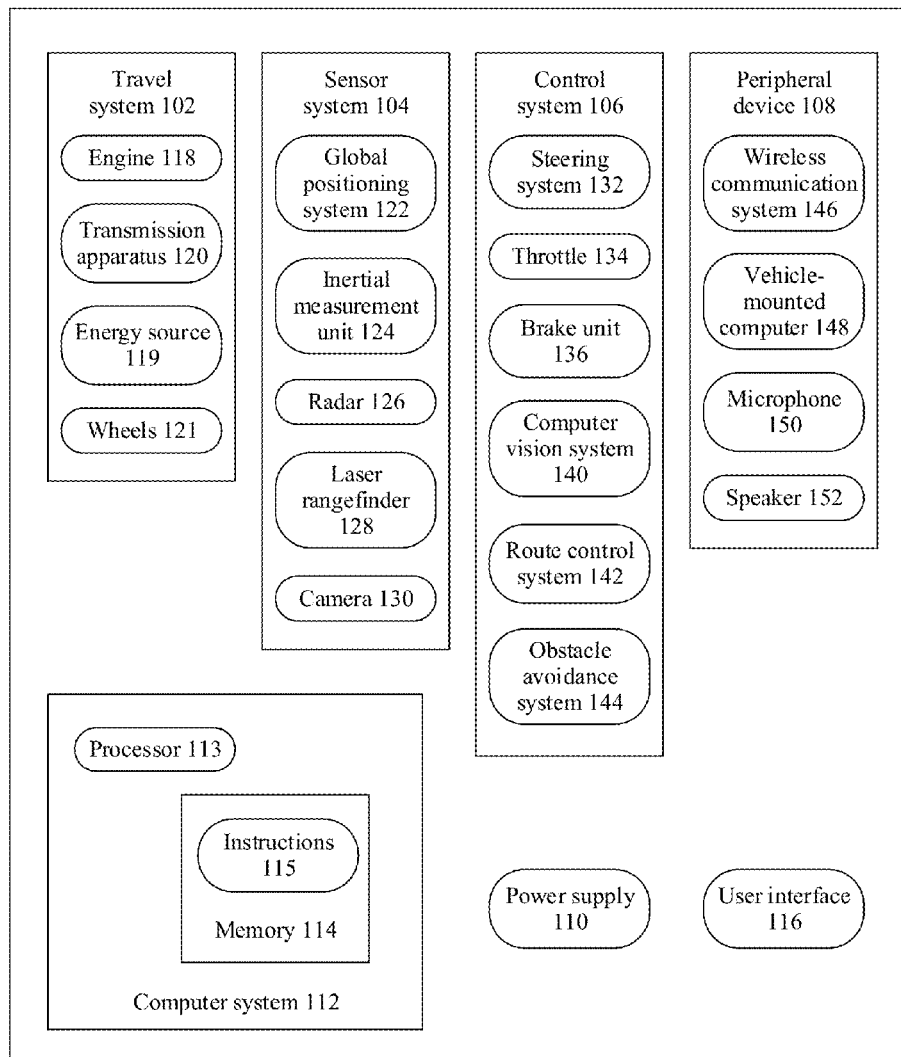 Travel
system 102
Engine 118
Transmission
apparatus 120
Energy source
119
Wheels 121
Sensor
system 104
Global
positioning
system 122
Inertial
measurement
unit 124
Radar 126
Laser
rangefinder
128
Camera 130
Control
system 106
Steering
system 132
Throttle 134
Brake unit
136
Computer
vision system
140
Route control
system 142
Obstacle
avoidance
system 144
Peripheral
device 108
Wireless
communication
system 146
Vehicle-
mounted
computer 148
Microphone
150
Speaker 152
Processor 113
Instructions
115
Memory 114
Computer system 112
Power supply
110
User interface
116